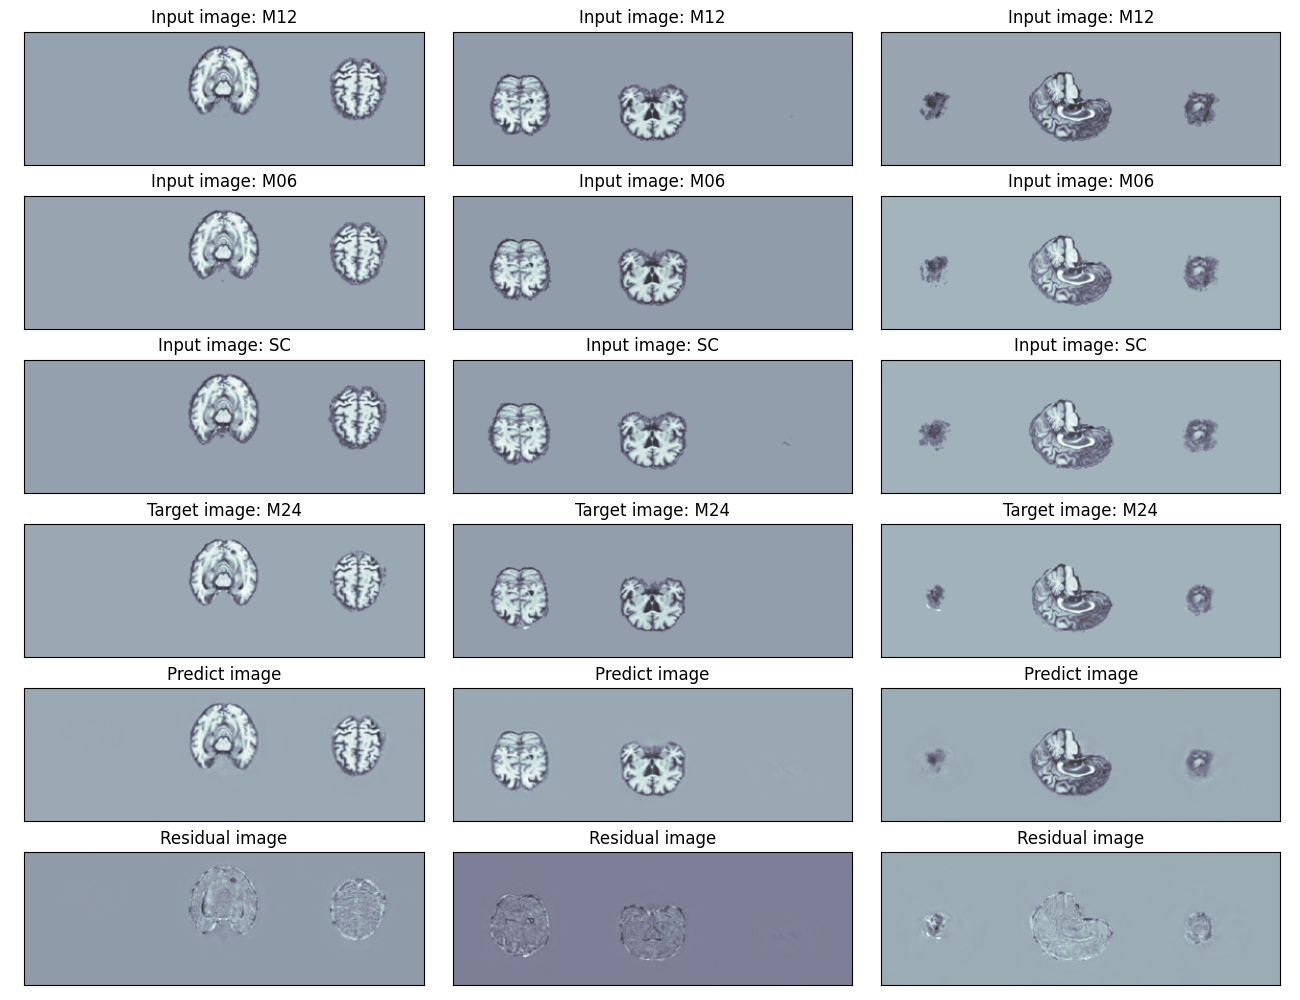 Input image: M12 Input image: M12 Input image: M12
Input image: M06 Input image: M06 Input image: M06
Input image: SC Input image: SC Input image: SC
Target image: M24 Target image: M24 Target image: M24
Predict image Predict image Predict image
Residual image Residual image Residual image